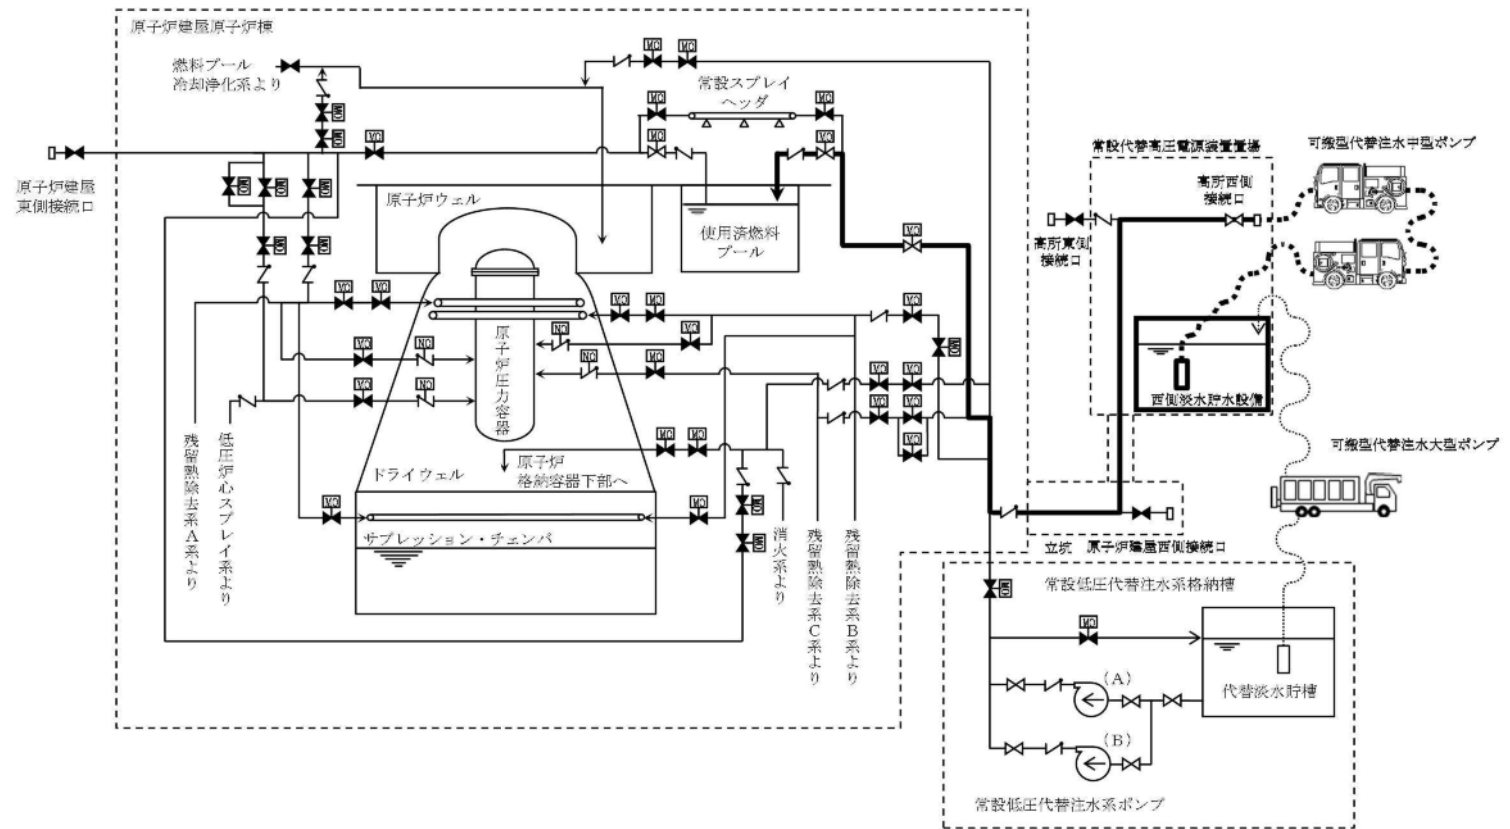 原子炉建屋原子炉棟
燃料プール
冷却浄化系より
常設スプレイ
ヘッダ
原子炉建屋
東側接続口
原子炉ウェル
使用済燃料
プール
常設代替高圧電源装置置場
可搬型代替注水中型ポンプ
高所西側
接続口
高所東側
接続口
西側淡水貯水設備
可搬型代替注水大型ポンプ
原子炉圧力容器
ドライウェル
原子炉
格納容器下部へ
サプレッション・チェンバ
残留熱除去系A系より
低圧炉心スプレイ系より
消火系より
残留熱除去系C系より
残留熱除去系B系より
立坑
原子炉建屋西側接続口
常設低圧代替注水系格納槽
代替淡水貯槽
(A)
(B)
常設低圧代替注水系ポンプ